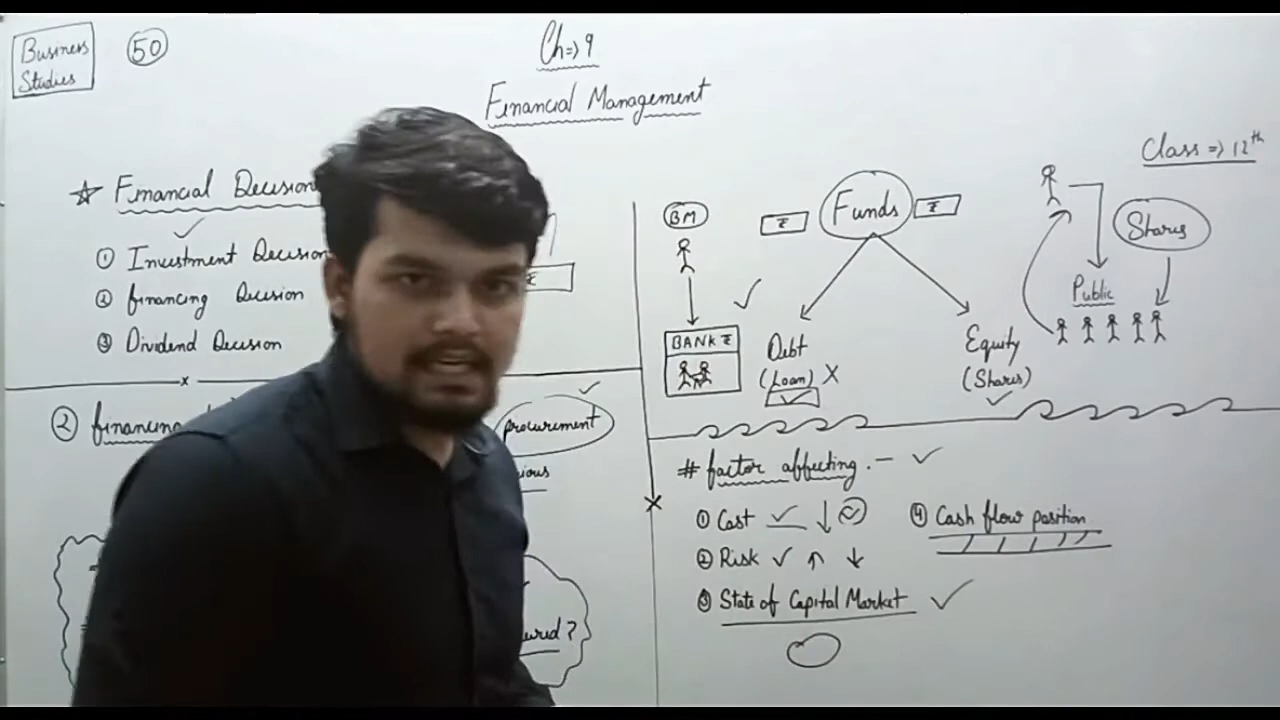 Business
Studies
50
Ch=> 9
Financial Management
Class => 12th
Financial Decision
① Investment Decision
② financing Decision
③ Dividend Decision
② financing
procurement
BM
BANK ₹
₹
Funds
₹
Debt
(Loan)
Equity
(Shares)
Public
Shares
# factor affecting. -
① Cost
② Risk
③ State of Capital Market
④ Cash flow position